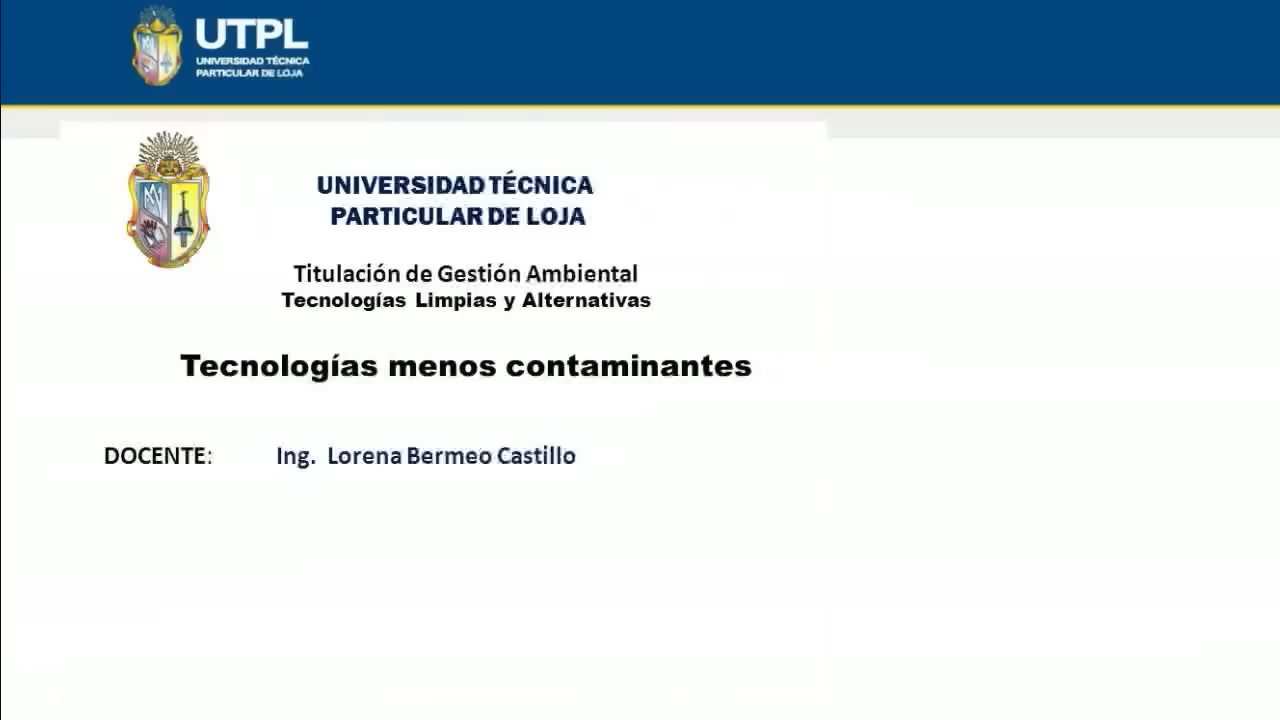 UTPL
UNIVERSIDAD TÉCNICA
PARTICULAR DE LOJA
UNIVERSIDAD TÉCNICA
PARTICULAR DE LOJA
Titulación de Gestión Ambiental
Tecnologías Limpias y Alternativas
Tecnologías menos contaminantes
DOCENTE: Ing. Lorena Bermeo Castillo